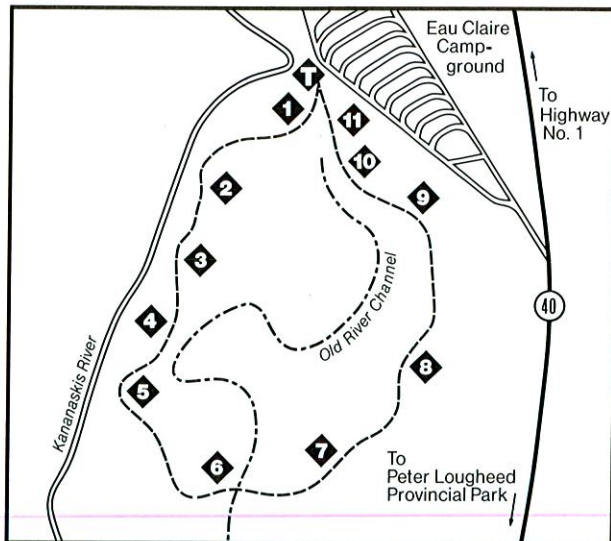 Eau Claire
Camp-
ground
To
Highway
No. 1
T
1
11
10
2
9
3
Old River Channel
40
4
Kananaskis River
8
5
7
6
To
Peter Lougheed
Provincial Park